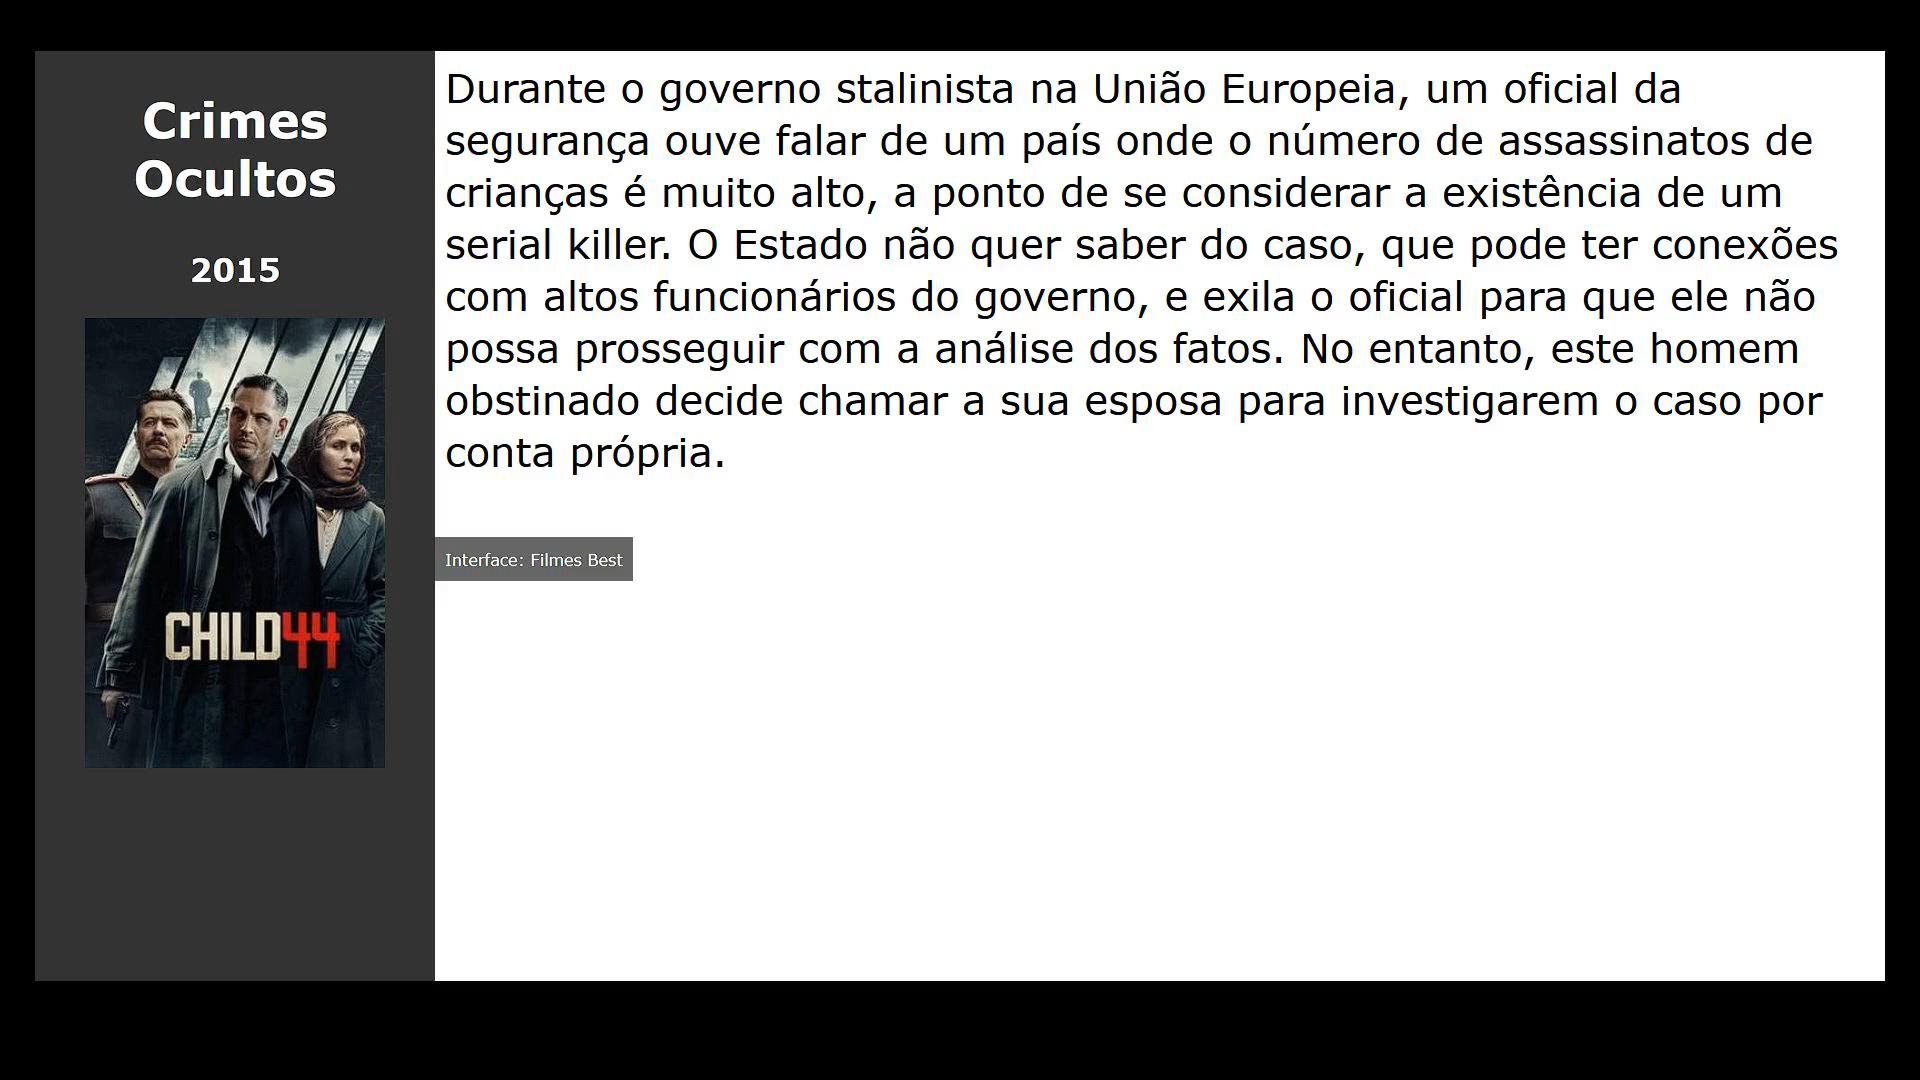 Crimes
Ocultos
2015
CHILD44
Durante o governo stalinista na União Europeia, um oficial da
segurança ouve falar de um país onde o número de assassinatos de
crianças é muito alto, a ponto de se considerar a existência de um
serial killer. O Estado não quer saber do caso, que pode ter conexões
com altos funcionários do governo, e exila o oficial para que ele não
possa prosseguir com a análise dos fatos. No entanto, este homem
obstinado decide chamar a sua esposa para investigarem o caso por
conta própria.
Interface: Filmes Best